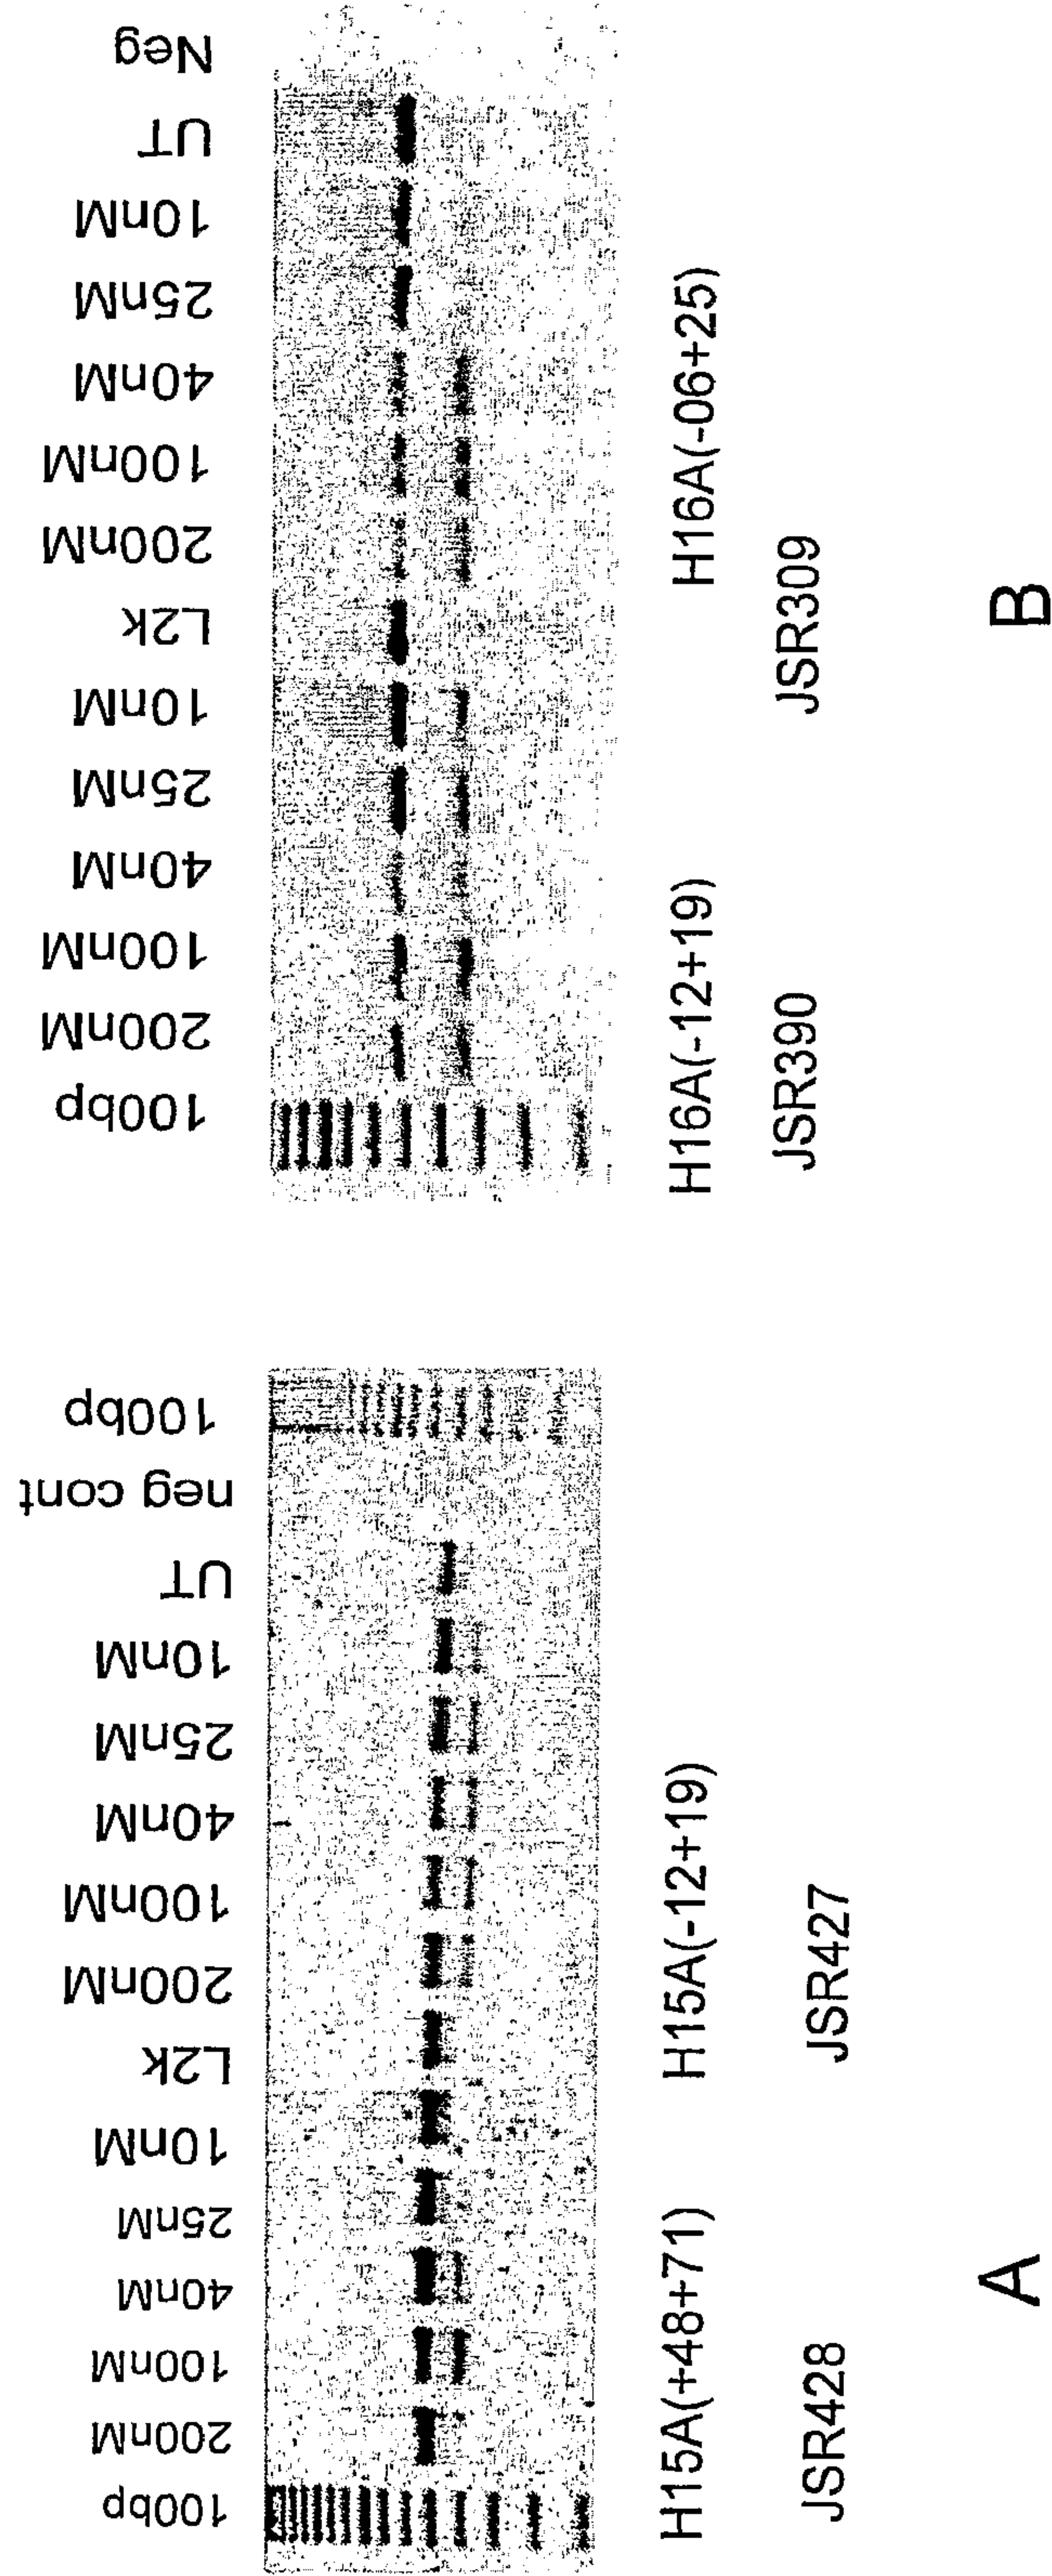 100bp
200nM
100nM
40nM
25nM
10nM
L2k
200nM
100nM
40nM
25nM
10nM
UT
neg cont
100bp
H15A(+48+71)
H15A(-12+19)
JSR428
JSR427
A
100bp
200nM
100nM
40nM
25nM
10nM
L2k
200nM
100nM
40nM
25nM
10nM
UT
Neg
H16A(-12+19)
H16A(-06+25)
JSR390
JSR309
B